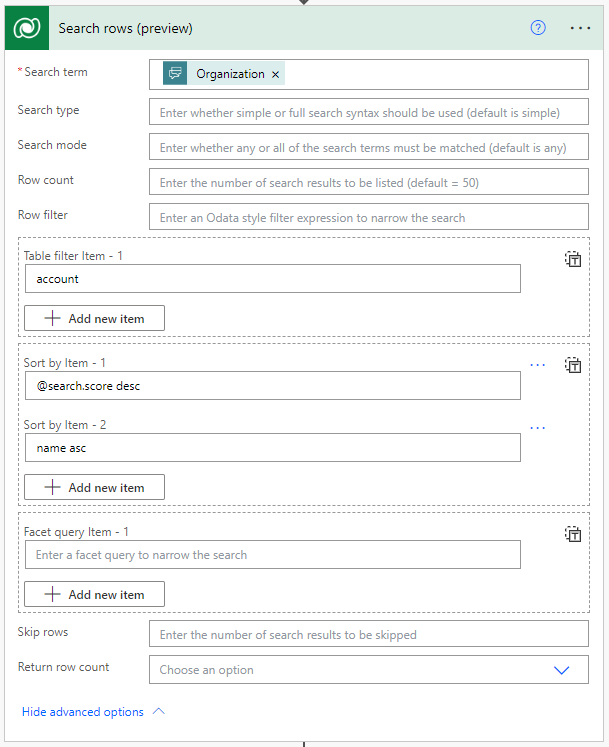 Search rows (preview)
* Search term
Organization ×
Search type
Enter whether simple or full search syntax should be used (default is simple)
Search mode
Enter whether any or all of the search terms must be matched (default is any)
Row count
Enter the number of search results to be listed (default = 50)
Row filter
Enter an Odata style filter expression to narrow the search
Table filter Item - 1
account
Add new item
Sort by Item - 1
@search.score desc
Sort by Item - 2
name asc
Add new item
Facet query Item - 1
Enter a facet query to narrow the search
Add new item
Skip rows
Enter the number of search results to be skipped
Return row count
Choose an option
Hide advanced options